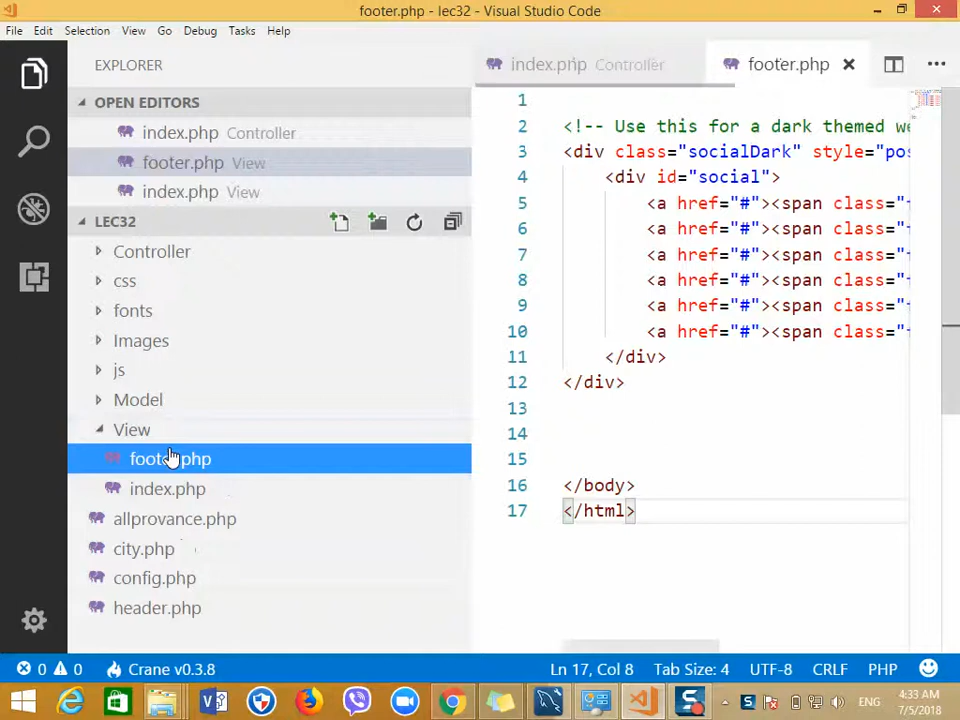 footer.php - lec32 - Visual Studio Code
File Edit Selection View Go Debug Tasks Help
EXPLORER
OPEN EDITORS
index.php Controller
footer.php View
index.php View
LEC32
Controller
css
fonts
Images
js
Model
View
footer.php
index.php
allprovance.php
city.php
config.php
header.php
index.php Controller
footer.php
1
2 <!-- Use this for a dark themed we
3 <div class="socialDark" style="pos
4 <div id="social">
5 <a href="#"><span class="f
6 <a href="#"><span class="f
7 <a href="#"><span class="f
8 <a href="#"><span class="f
9 <a href="#"><span class="f
10 <a href="#"><span class="f
11 </div>
12 </div>
13
14
15
16 </body>
17 </html>
0 0 Crane v0.3.8 Ln 17, Col 8 Tab Size: 4 UTF-8 CRLF PHP
ENG
4:33 AM
7/5/2018